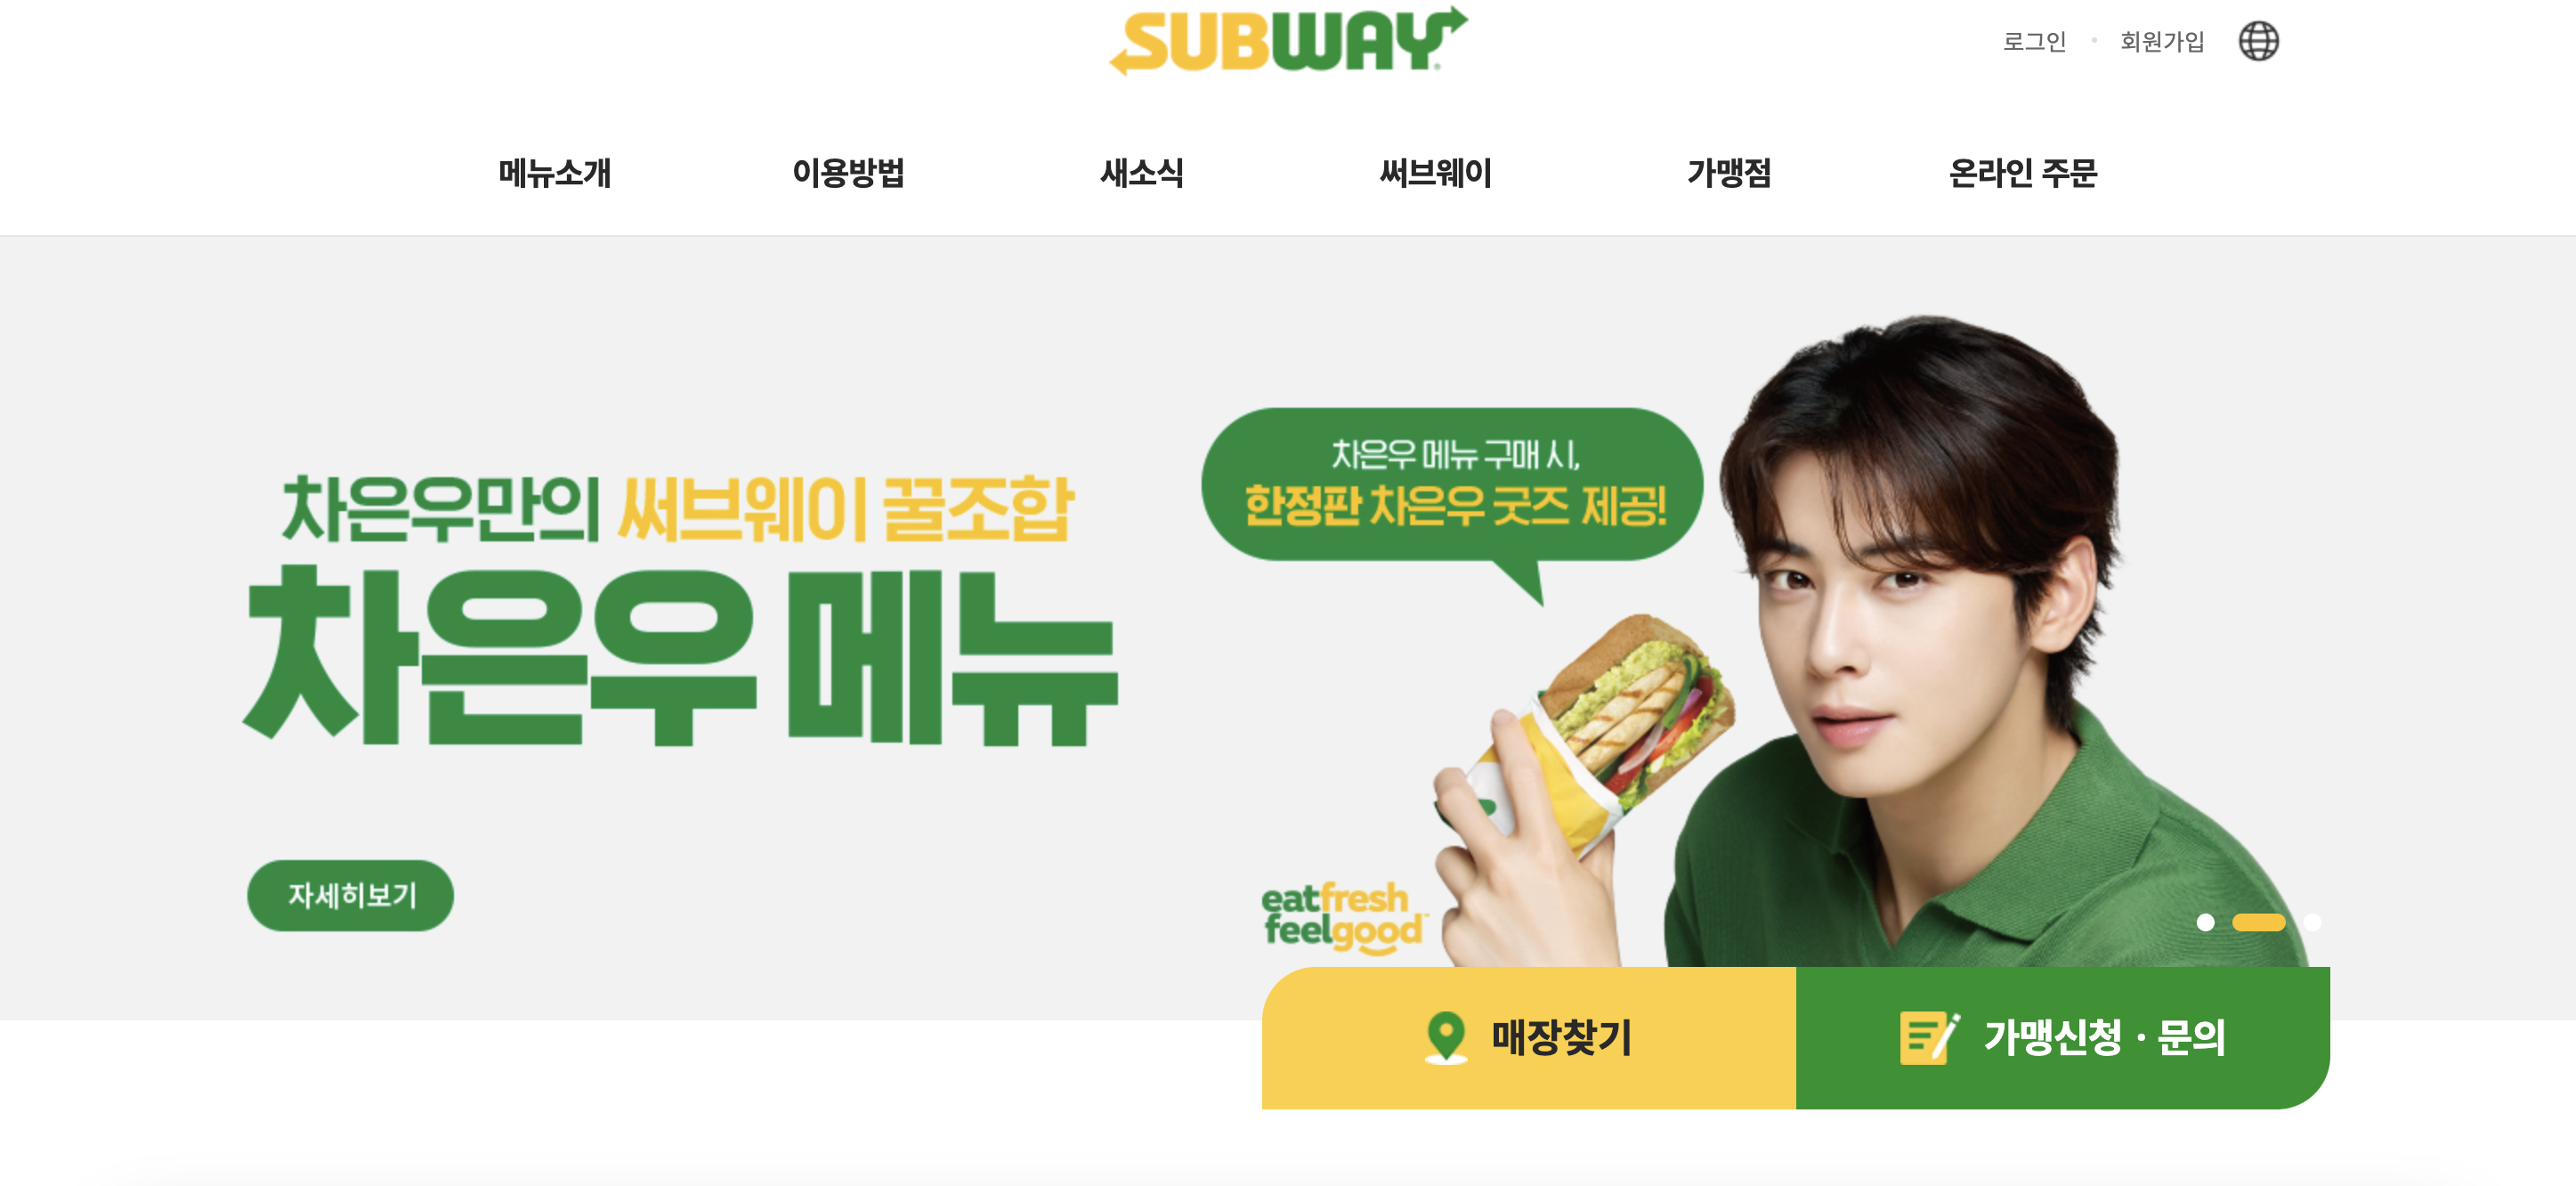 SUBWAY
로그인 · 회원가입
메뉴소개 이용방법 새소식 써브웨이 가맹점 온라인 주문
차은우만의 써브웨이 꿀조합
차은우 메뉴
자세히보기
차은우 메뉴 구매 시,
한정판 차은우 굿즈 제공!
eatfresh
feelgood™
매장찾기
가맹신청 · 문의